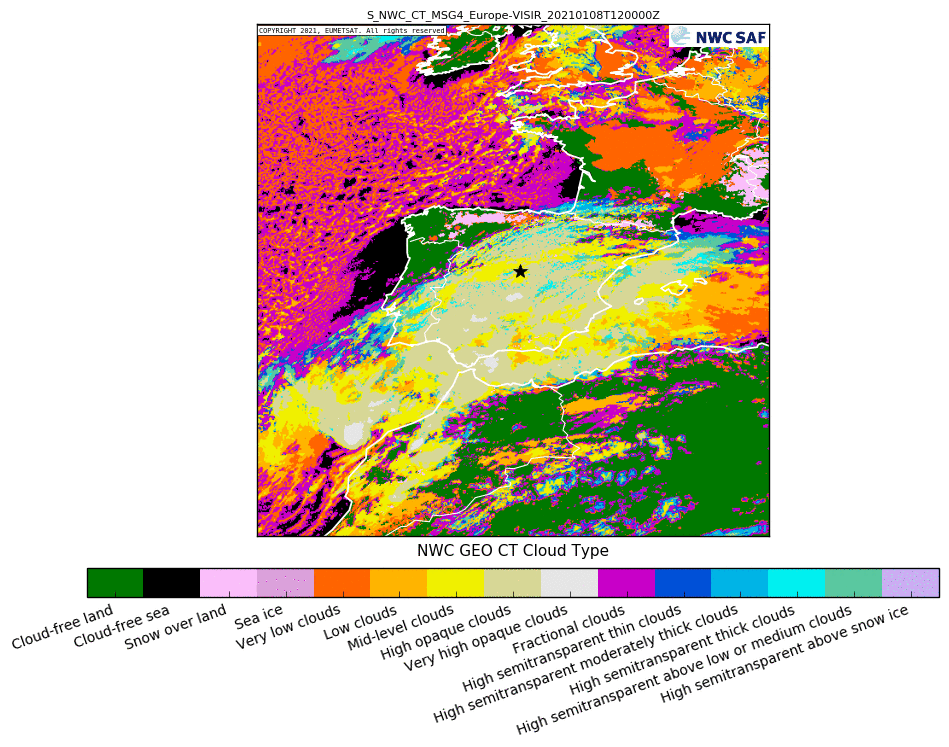 S_NWC_CT_MSG4_Europe-VISIR_20210108T120000Z
COPYRIGHT 2021, EUMETSAT. All rights reserved
NWC SAF
NWC GEO CT Cloud Type
Cloud-free land
Cloud-free sea
Snow over land
Sea ice
Very low clouds
Low clouds
Mid-level clouds
High opaque clouds
Very high opaque clouds
Fractional clouds
High semitransparent thin clouds
High semitransparent moderately thick clouds
High semitransparent thick clouds
High semitransparent above low or medium clouds
High semitransparent above snow ice